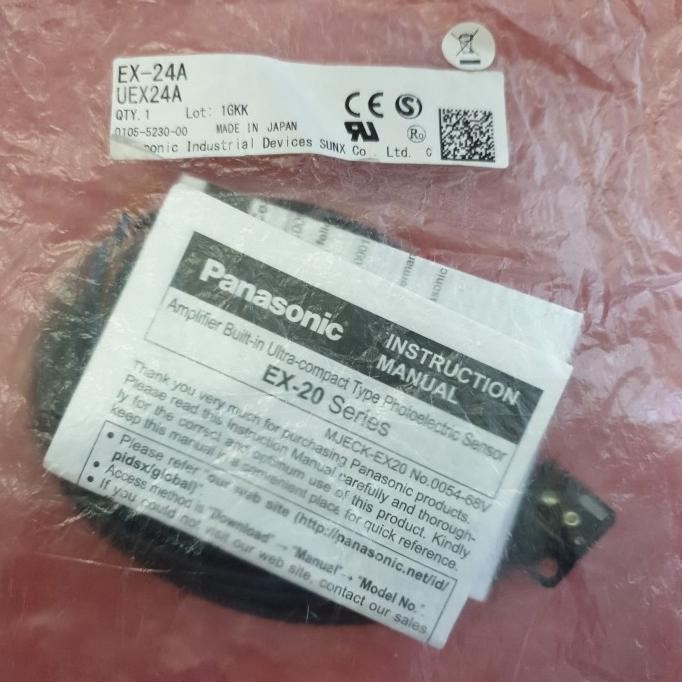 EX-24A
UEX24A
QTY. 1 Lot: 1GKK
0105-5230-00 MADE IN JAPAN
onic Industrial Devices SUNX Co., Ltd. C
CE
Panasonic
INSTRUCTION
MANUAL
Amplifier Built-in Ultra-compact Type Photoelectric Sensor
EX-20 Series
MJECK-EX20 No.0054-68V
Thank you very much for purchasing Panasonic products.
Please read this Instruction Manual carefully and thorough-
ly for the correct and optimum use of this product. Kindly
keep this manual in a convenient place for quick reference.
• Please refer our web site (http://panasonic.net/id/
pidsx/global)
• Access method is "Download" → "Manual" → "Model No."
• If you could not visit our web site, contact our sales